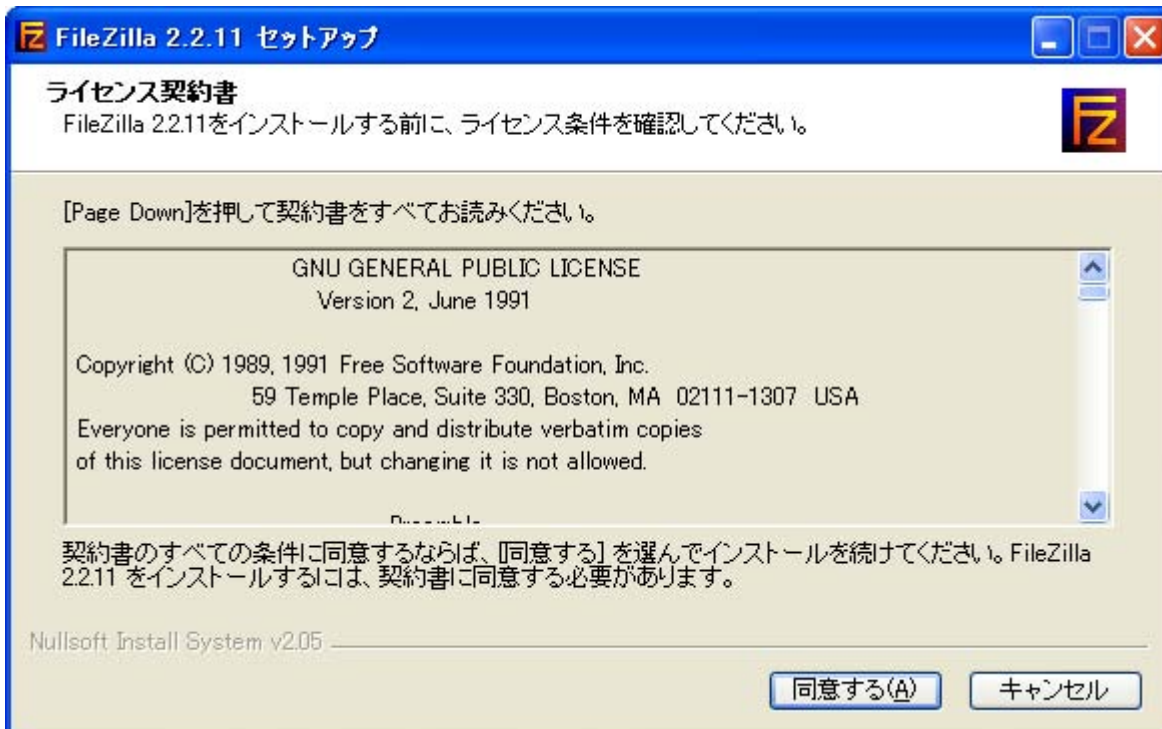 FileZilla 2.2.11 セットアップ
ライセンス契約書
FileZilla 2.2.11をインストールする前に、ライセンス条件を確認してください。
[Page Down]を押して契約書をすべてお読みください。
GNU GENERAL PUBLIC LICENSE
Version 2, June 1991
Copyright (C) 1989, 1991 Free Software Foundation, Inc.
59 Temple Place, Suite 330, Boston, MA 02111-1307 USA
Everyone is permitted to copy and distribute verbatim copies
of this license document, but changing it is not allowed.
Preamble
契約書のすべての条件に同意するならば、[同意する] を選んでインストールを続けてください。FileZilla
2.2.11 をインストールするには、契約書に同意する必要があります。
Nullsoft Install System v2.05
同意する(A)
キャンセル